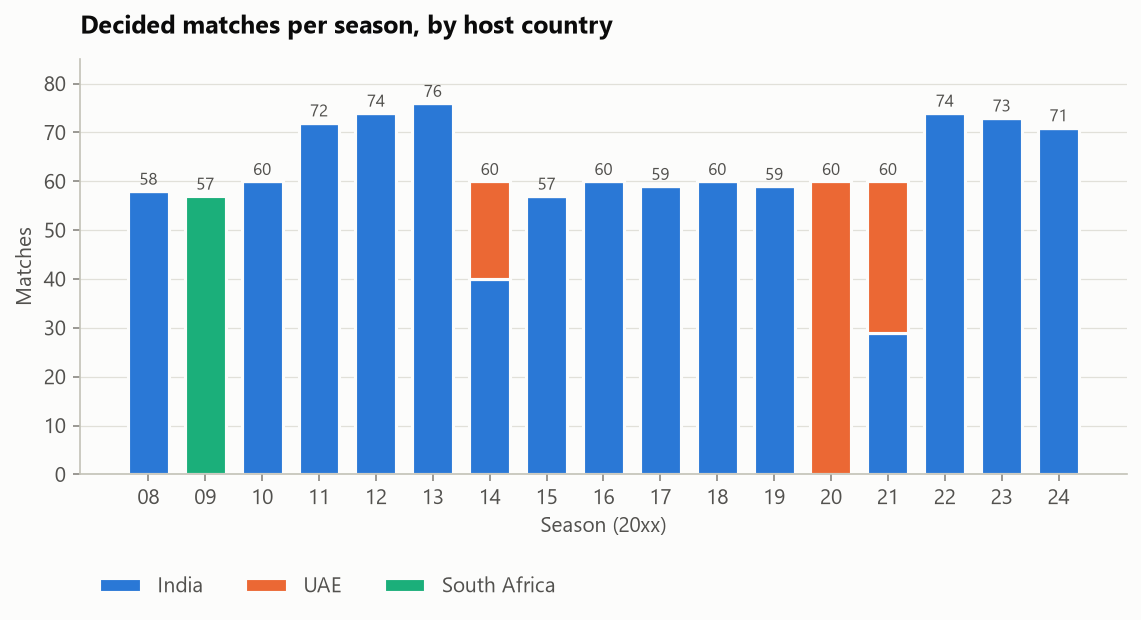 Decided matches per season, by host country
80
70
60
50
40
30
20
10
0
Matches
58 57 60 72 74 76 60 57 60 59 60 59 60 60 74 73 71
08 09 10 11 12 13 14 15 16 17 18 19 20 21 22 23 24
Season (20xx)
India UAE South Africa